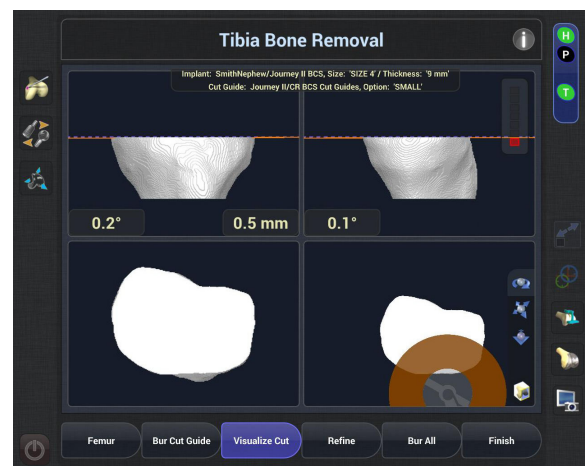 Tibia Bone Removal
i
H
P
T
Implant: SmithNephew/Journey II BCS, Size: 'SIZE 4' / Thickness: '9 mm'
Cut Guide: Journey II/CR BCS Cut Guides, Option: 'SMALL'
0.2°
0.5 mm
0.1°
Femur
Bur Cut Guide
Visualize Cut
Refine
Bur All
Finish